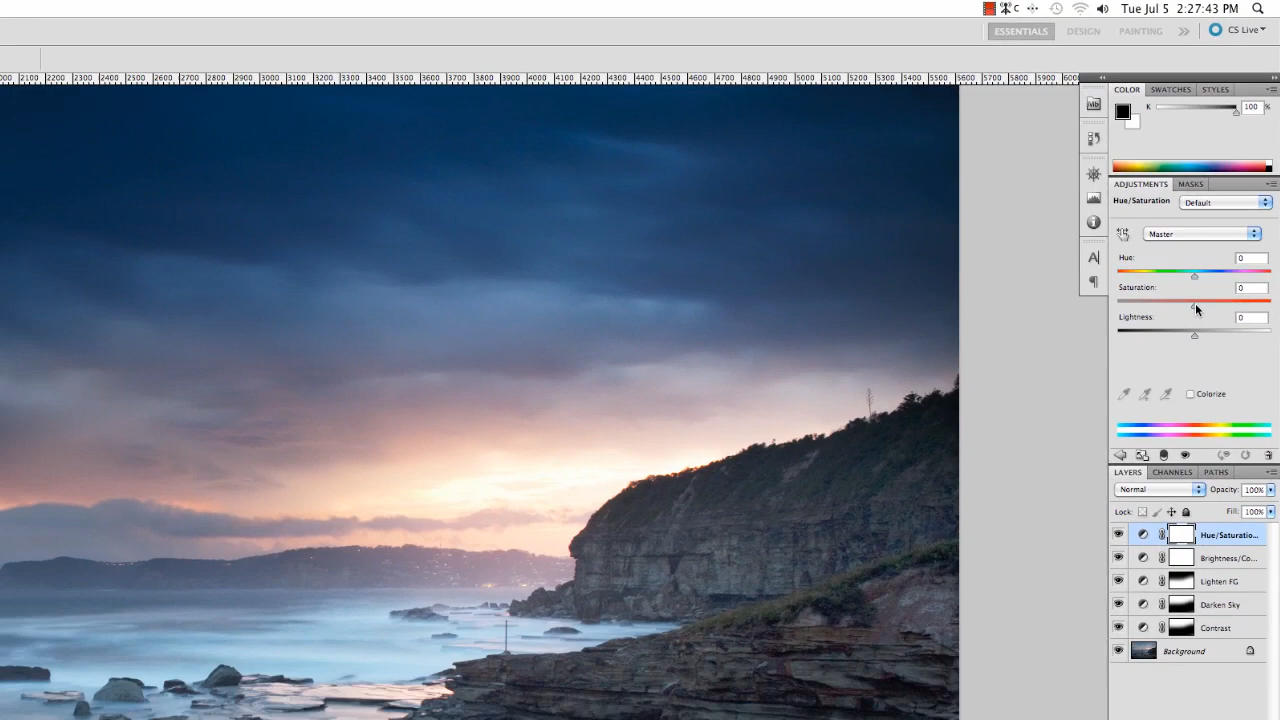 C Tue Jul 5 2:27:43 PM
ESSENTIALS DESIGN PAINTING CS Live
2100 2200 2300 2400 2500 2600 2700 2800 2900 3000 3100 3200 3300 3400 3500 3600 3700 3800 3900 4000 4100 4200 4300 4400 4500 4600 4700 4800 4900 5000 5100 5200 5300 5400 5500 5600 5700 5800 5900
COLOR SWATCHES STYLES
Mb
K 100 %
ADJUSTMENTS MASKS
Hue/Saturation Default
Master
Hue: 0
A
Saturation: 0
Lightness: 0
Colorize
LAYERS CHANNELS PATHS
Normal Opacity: 100%
Lock: Fill: 100%
Hue/Saturatio...
Brightness/Co...
Lighten FG
Darken Sky
Contrast
Background